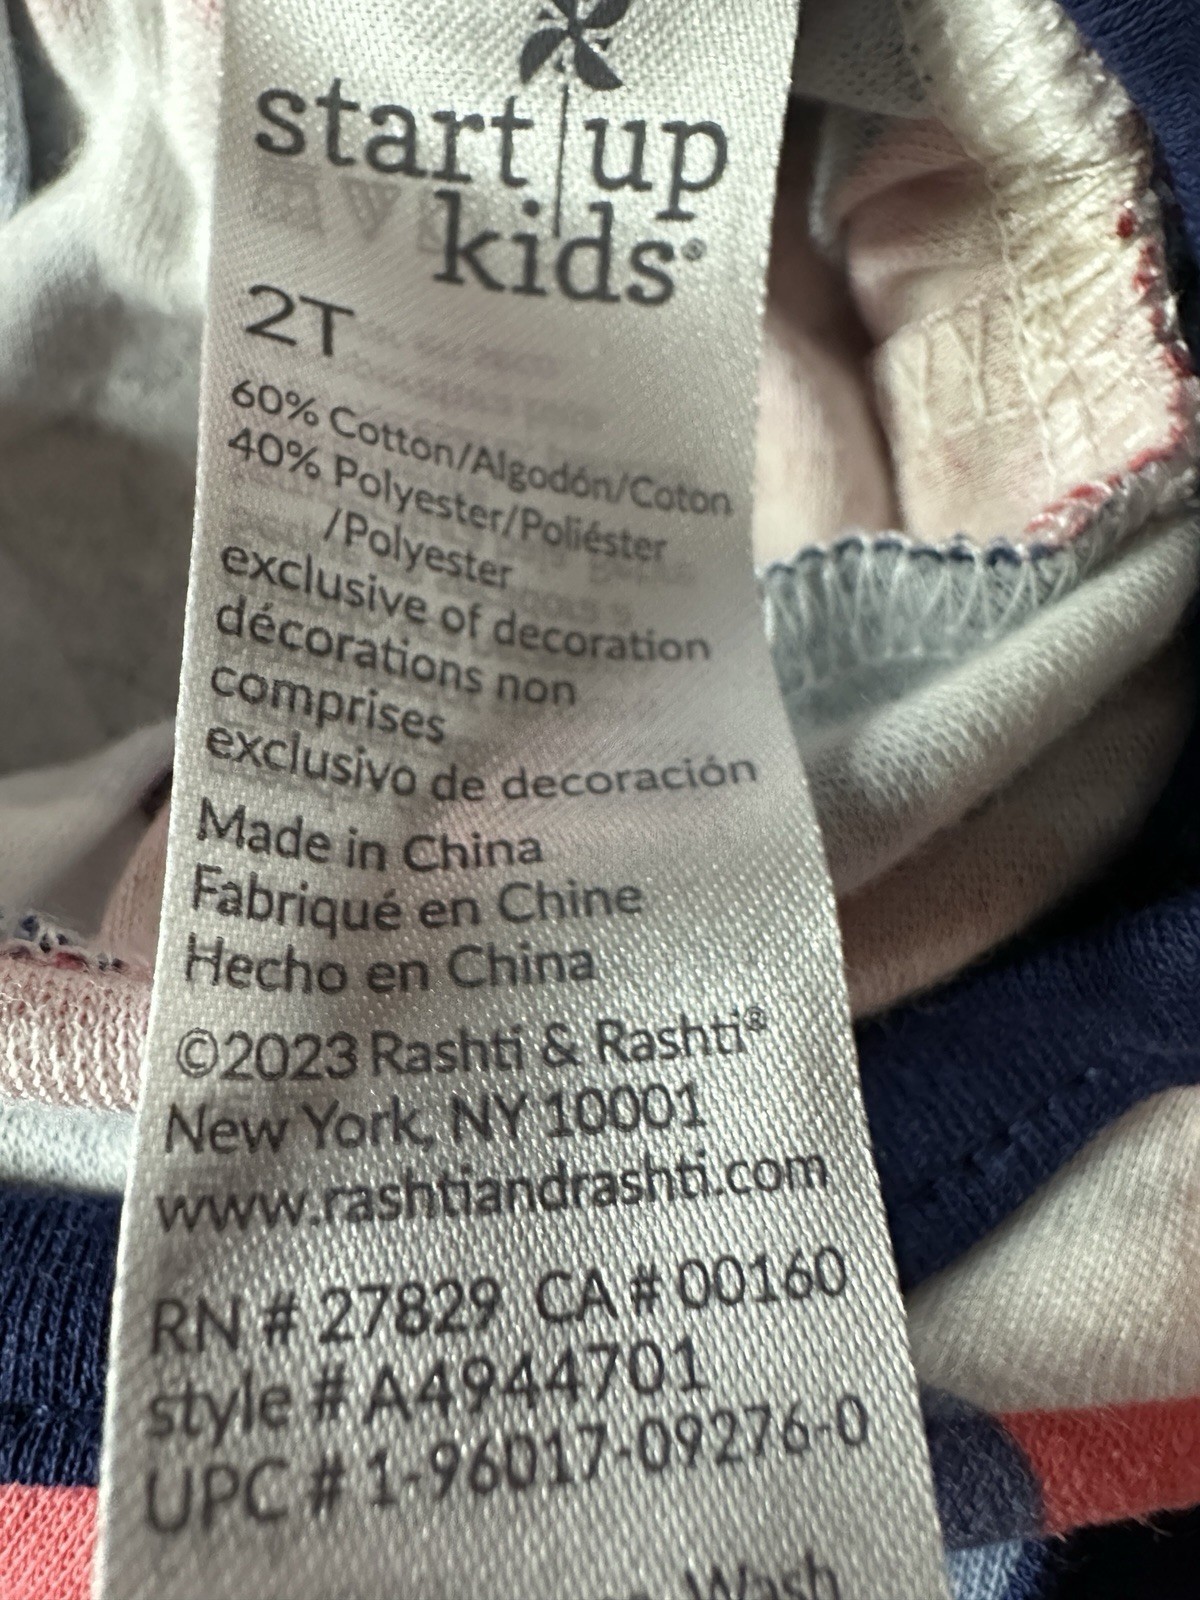 start up
kids®
2T
60% Cotton/Algodón/Coton
40% Polyester/Poliéster
/Polyester
exclusive of decoration
décorations non
comprises
exclusivo de decoración
Made in China
Fabriqué en Chine
Hecho en China
©2023 Rashti & Rashti®
New York, NY 10001
www.rashtiandrashti.com
RN # 27829 CA # 00160
style # A4944701
UPC # 1-96017-09276-0
Wash